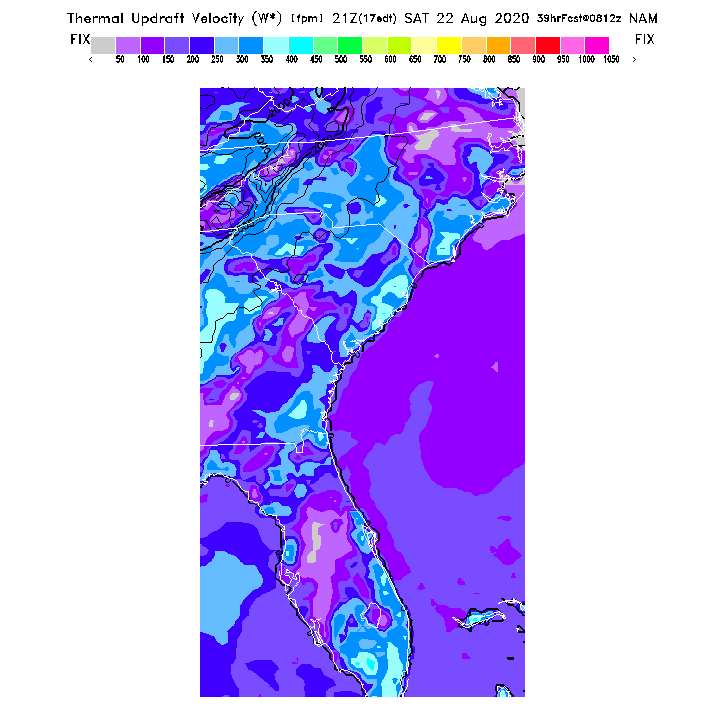 Thermal Updraft Velocity (W*) [fpm] 21Z(17edt) SAT 22 Aug 2020 39hrFcst@0812z NAM
FIX FIX
< 50 100 150 200 250 300 350 400 450 500 550 600 650 700 750 800 850 900 950 1000 1050 >